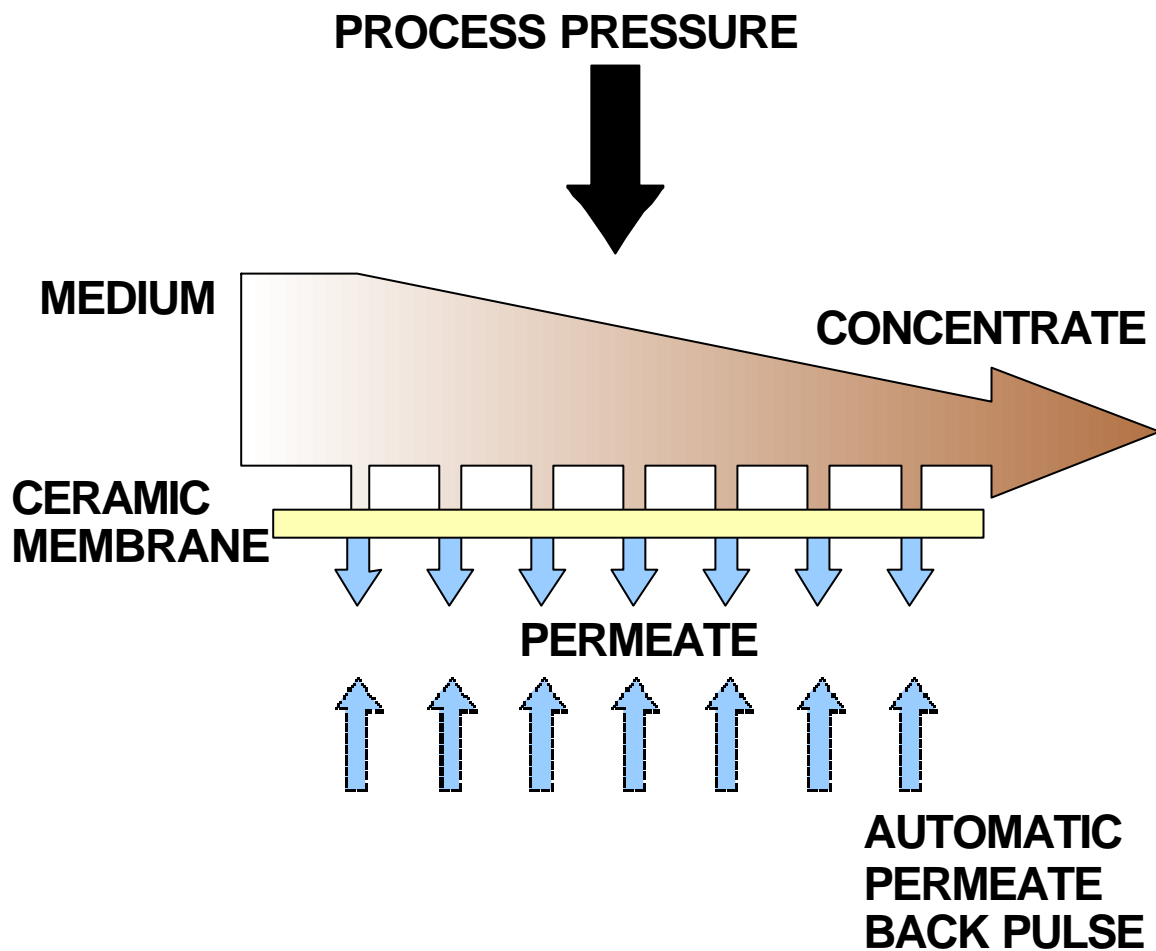 PROCESS PRESSURE
MEDIUM
CONCENTRATE
CERAMIC
MEMBRANE
PERMEATE
AUTOMATIC
PERMEATE
BACK PULSE